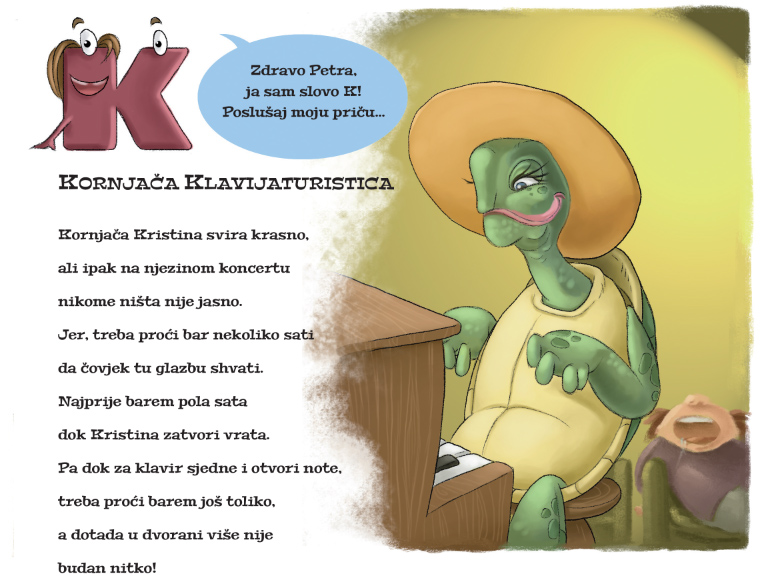 K
Zdravo Petra,
ja sam slovo K!
Poslušaj moju priču...
Kornjača Klavijaturistica
Kornjača Kristina svira krasno,
ali ipak na njezinom koncertu
nikome ništa nije jasno.
Jer, treba proći bar nekoliko sati
da čovjek tu glazbu shvati.
Najprije barem pola sata
dok Kristina zatvori vrata.
Pa dok za klavir sjedne i otvori note,
treba proći barem još toliko,
a dotada u dvorani više nije
budan nitko!